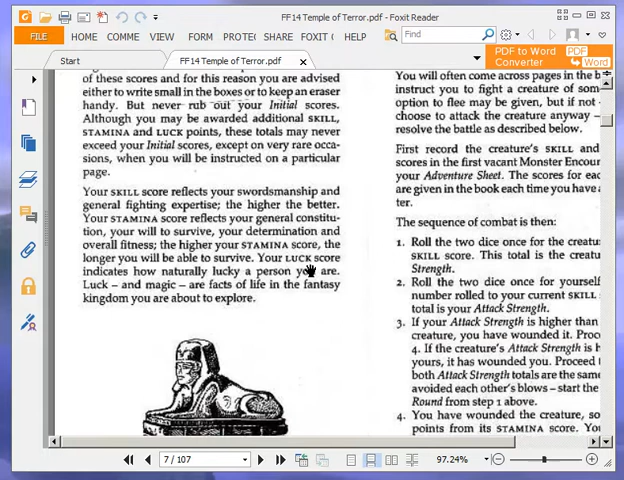 FF14 Temple of Terror.pdf - Foxit Reader
FILE
HOME
COMME
VIEW
FORM
PROTEC
SHARE
FOXIT (
HELP
Find
Start
FF14 Temple of Terror.pdf
PDF to Word
Converter
PDF
Word
of these scores and for this reason you are advised
either to write small in the boxes or to keep an eraser
handy. But never rub out your Initial scores.
Although you may be awarded additional SKILL,
STAMINA and LUCK points, these totals may never
exceed your Initial scores, except on very rare occa-
sions, when you will be instructed on a particular
page.
Your SKILL score reflects your swordsmanship and
general fighting expertise; the higher the better.
Your STAMINA score reflects your general constitu-
tion, your will to survive, your determination and
overall fitness; the higher your STAMINA score, the
longer you will be able to survive. Your LUCK score
indicates how naturally lucky a person you are.
Luck – and magic – are facts of life in the fantasy
kingdom you are about to explore.
You will often come across pages in the b
instruct you to fight a creature of som
option to flee may be given, but if not
choose to attack the creature anyway –
resolve the battle as described below.
First record the creature's SKILL and
scores in the first vacant Monster Encoun
your Adventure Sheet. The scores for eac
are given in the book each time you have a
ter.
The sequence of combat is then:
1. Roll the two dice once for the creatu
SKILL score. This total is the creatu
Strength.
2. Roll the two dice once for yourself
number rolled to your current SKILL
total is your Attack Strength.
3. If your Attack Strength is higher than
creature, you have wounded it. Proc
4. If the creature's Attack Strength is h
yours, it has wounded you. Proceed t
both Attack Strength totals are the same
avoided each other's blows – start the
Round from step 1 above.
4. You have wounded the creature, so
points from its STAMINA score. You
7 / 107
97.24%